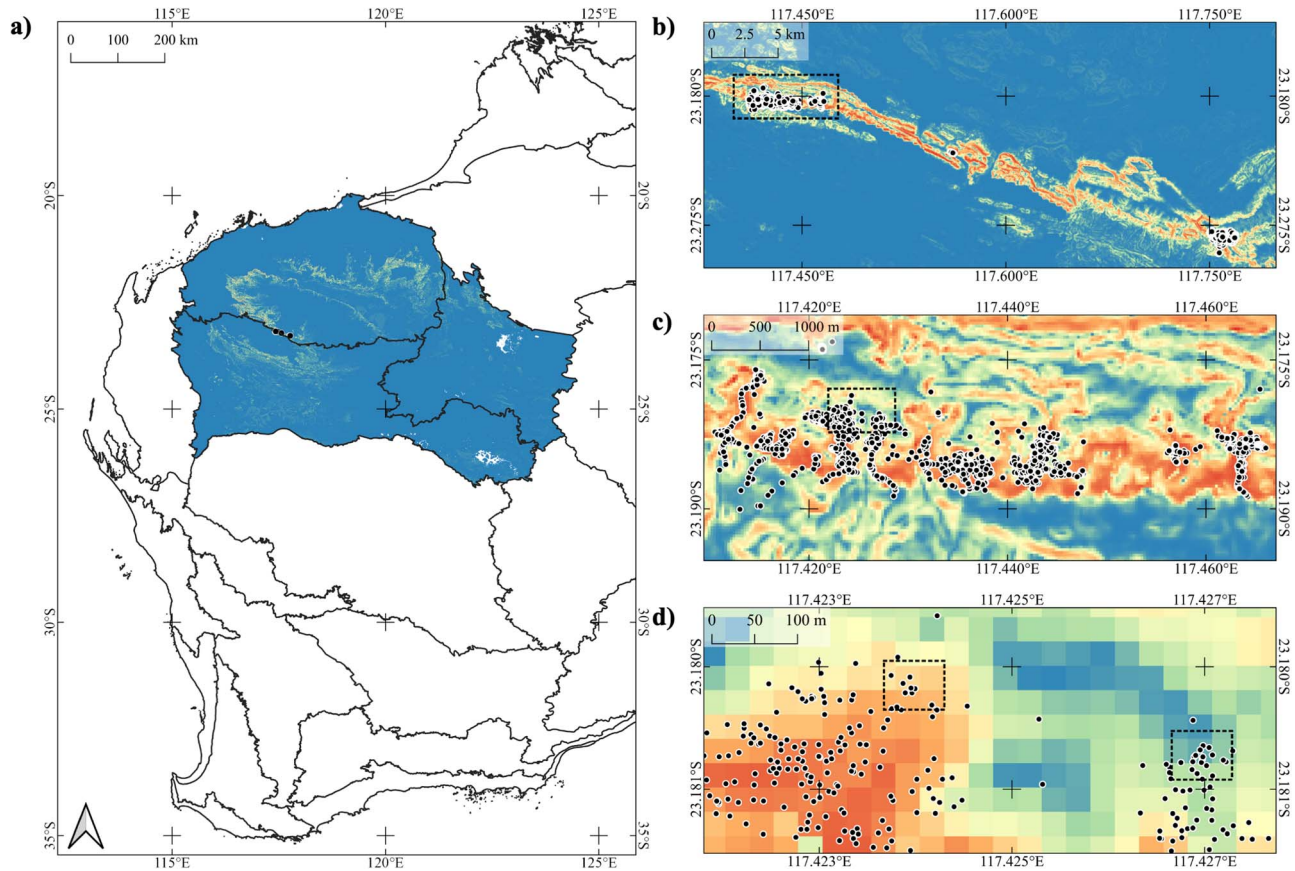 a)
115°E 120°E 125°E
0 100 200 km
20°S 20°S
25°S 25°S
30°S 30°S
35°S 35°S
115°E 120°E 125°E
b)
117.450°E 117.600°E 117.750°E
0 2.5 5 km
23.180°S 23.180°S
23.275°S 23.275°S
117.450°E 117.600°E 117.750°E
c)
117.420°E 117.440°E 117.460°E
0 500 1000 m
23.175°S 23.175°S
23.190°S 23.190°S
117.420°E 117.440°E 117.460°E
d)
117.423°E 117.425°E 117.427°E
0 50 100 m
23.180°S 23.180°S
23.181°S 23.181°S
117.423°E 117.425°E 117.427°E